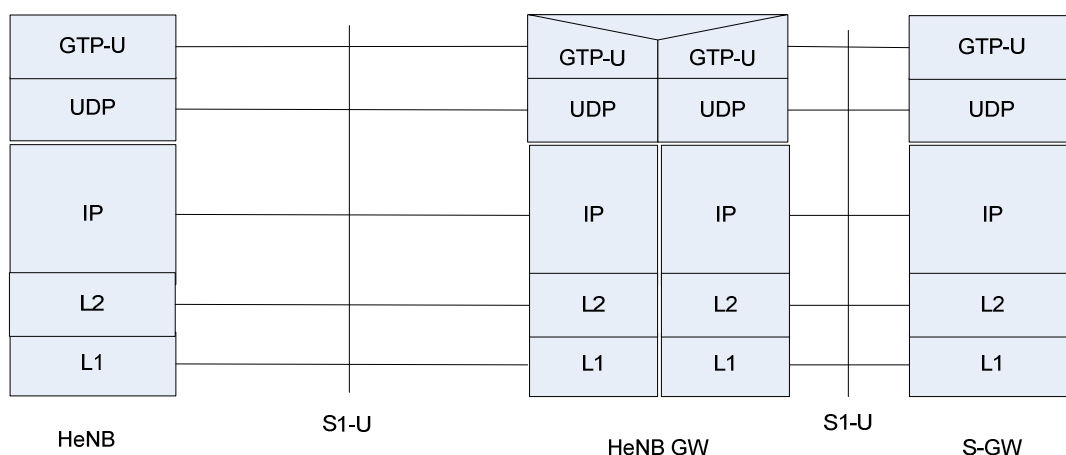 GTP-U GTP-U GTP-U GTP-U
UDP UDP UDP UDP
IP IP IP IP
L2 L2 L2 L2
L1 L1 L1 L1
S1-U S1-U
HeNB HeNB GW S-GW